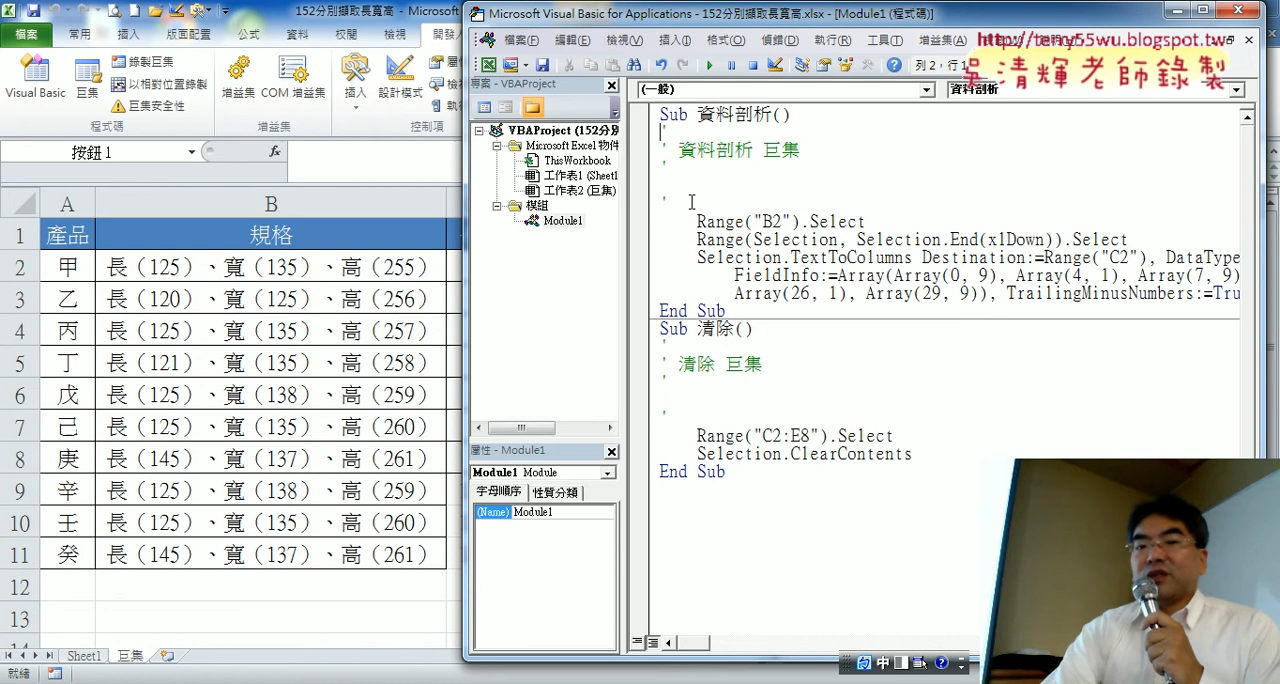 152分別擷取長寬高 - Microsoft
Microsoft Visual Basic for Applications - 152分別擷取長寬高.xlsx - [Module1 (程式碼)]
檔案 常用 插入 版面配置 公式 資料 校閱 檢視
檔案(F) 編輯(E) 檢視(V) 插入(I) 格式(O) 偵錯(D) 執行(R) 工具(T) 增益集(A)
http://terry55wu.blogspot.tw
吳清輝老師錄製
Visual Basic 巨集 錄製巨集 以相對位置錄製 巨集安全性 增益集 COM 增益集 插入 設計模式
程式碼 增益集 控制項
專案 - VBAProject
(一般) 資料剖析
按鈕 1 fx
VBAProject (152分別
Microsoft Excel 物件
ThisWorkbook
工作表1 (Sheet1
工作表2 (巨集)
模組
Module1
屬性 - Module1
Module1 Module
字母順序 性質分類
(Name) Module1
A B
1 產品 規格
2 甲 長（125）、寬（135）、高（255）
3 乙 長（120）、寬（125）、高（256）
4 丙 長（125）、寬（135）、高（257）
5 丁 長（121）、寬（135）、高（258）
6 戊 長（125）、寬（138）、高（259）
7 己 長（125）、寬（135）、高（260）
8 庚 長（145）、寬（137）、高（261）
9 辛 長（125）、寬（138）、高（259）
10 壬 長（125）、寬（135）、高（260）
11 癸 長（145）、寬（137）、高（261）
12
13
Sheet1 巨集
就緒
Sub 資料剖析()
'
' 資料剖析 巨集
'
'
Range("B2").Select
Range(Selection, Selection.End(xlDown)).Select
Selection.TextToColumns Destination:=Range("C2"), DataType
FieldInfo:=Array(Array(0, 9), Array(4, 1), Array(7, 9)
Array(26, 1), Array(29, 9)), TrailingMinusNumbers:=Tru
End Sub
Sub 清除()
'
' 清除 巨集
'
'
Range("C2:E8").Select
Selection.ClearContents
End Sub
中